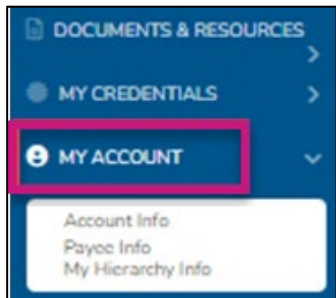 DOCUMENTS & RESOURCES
MY CREDENTIALS
MY ACCOUNT
Account Info
Payee Info
My Hierarchy Info